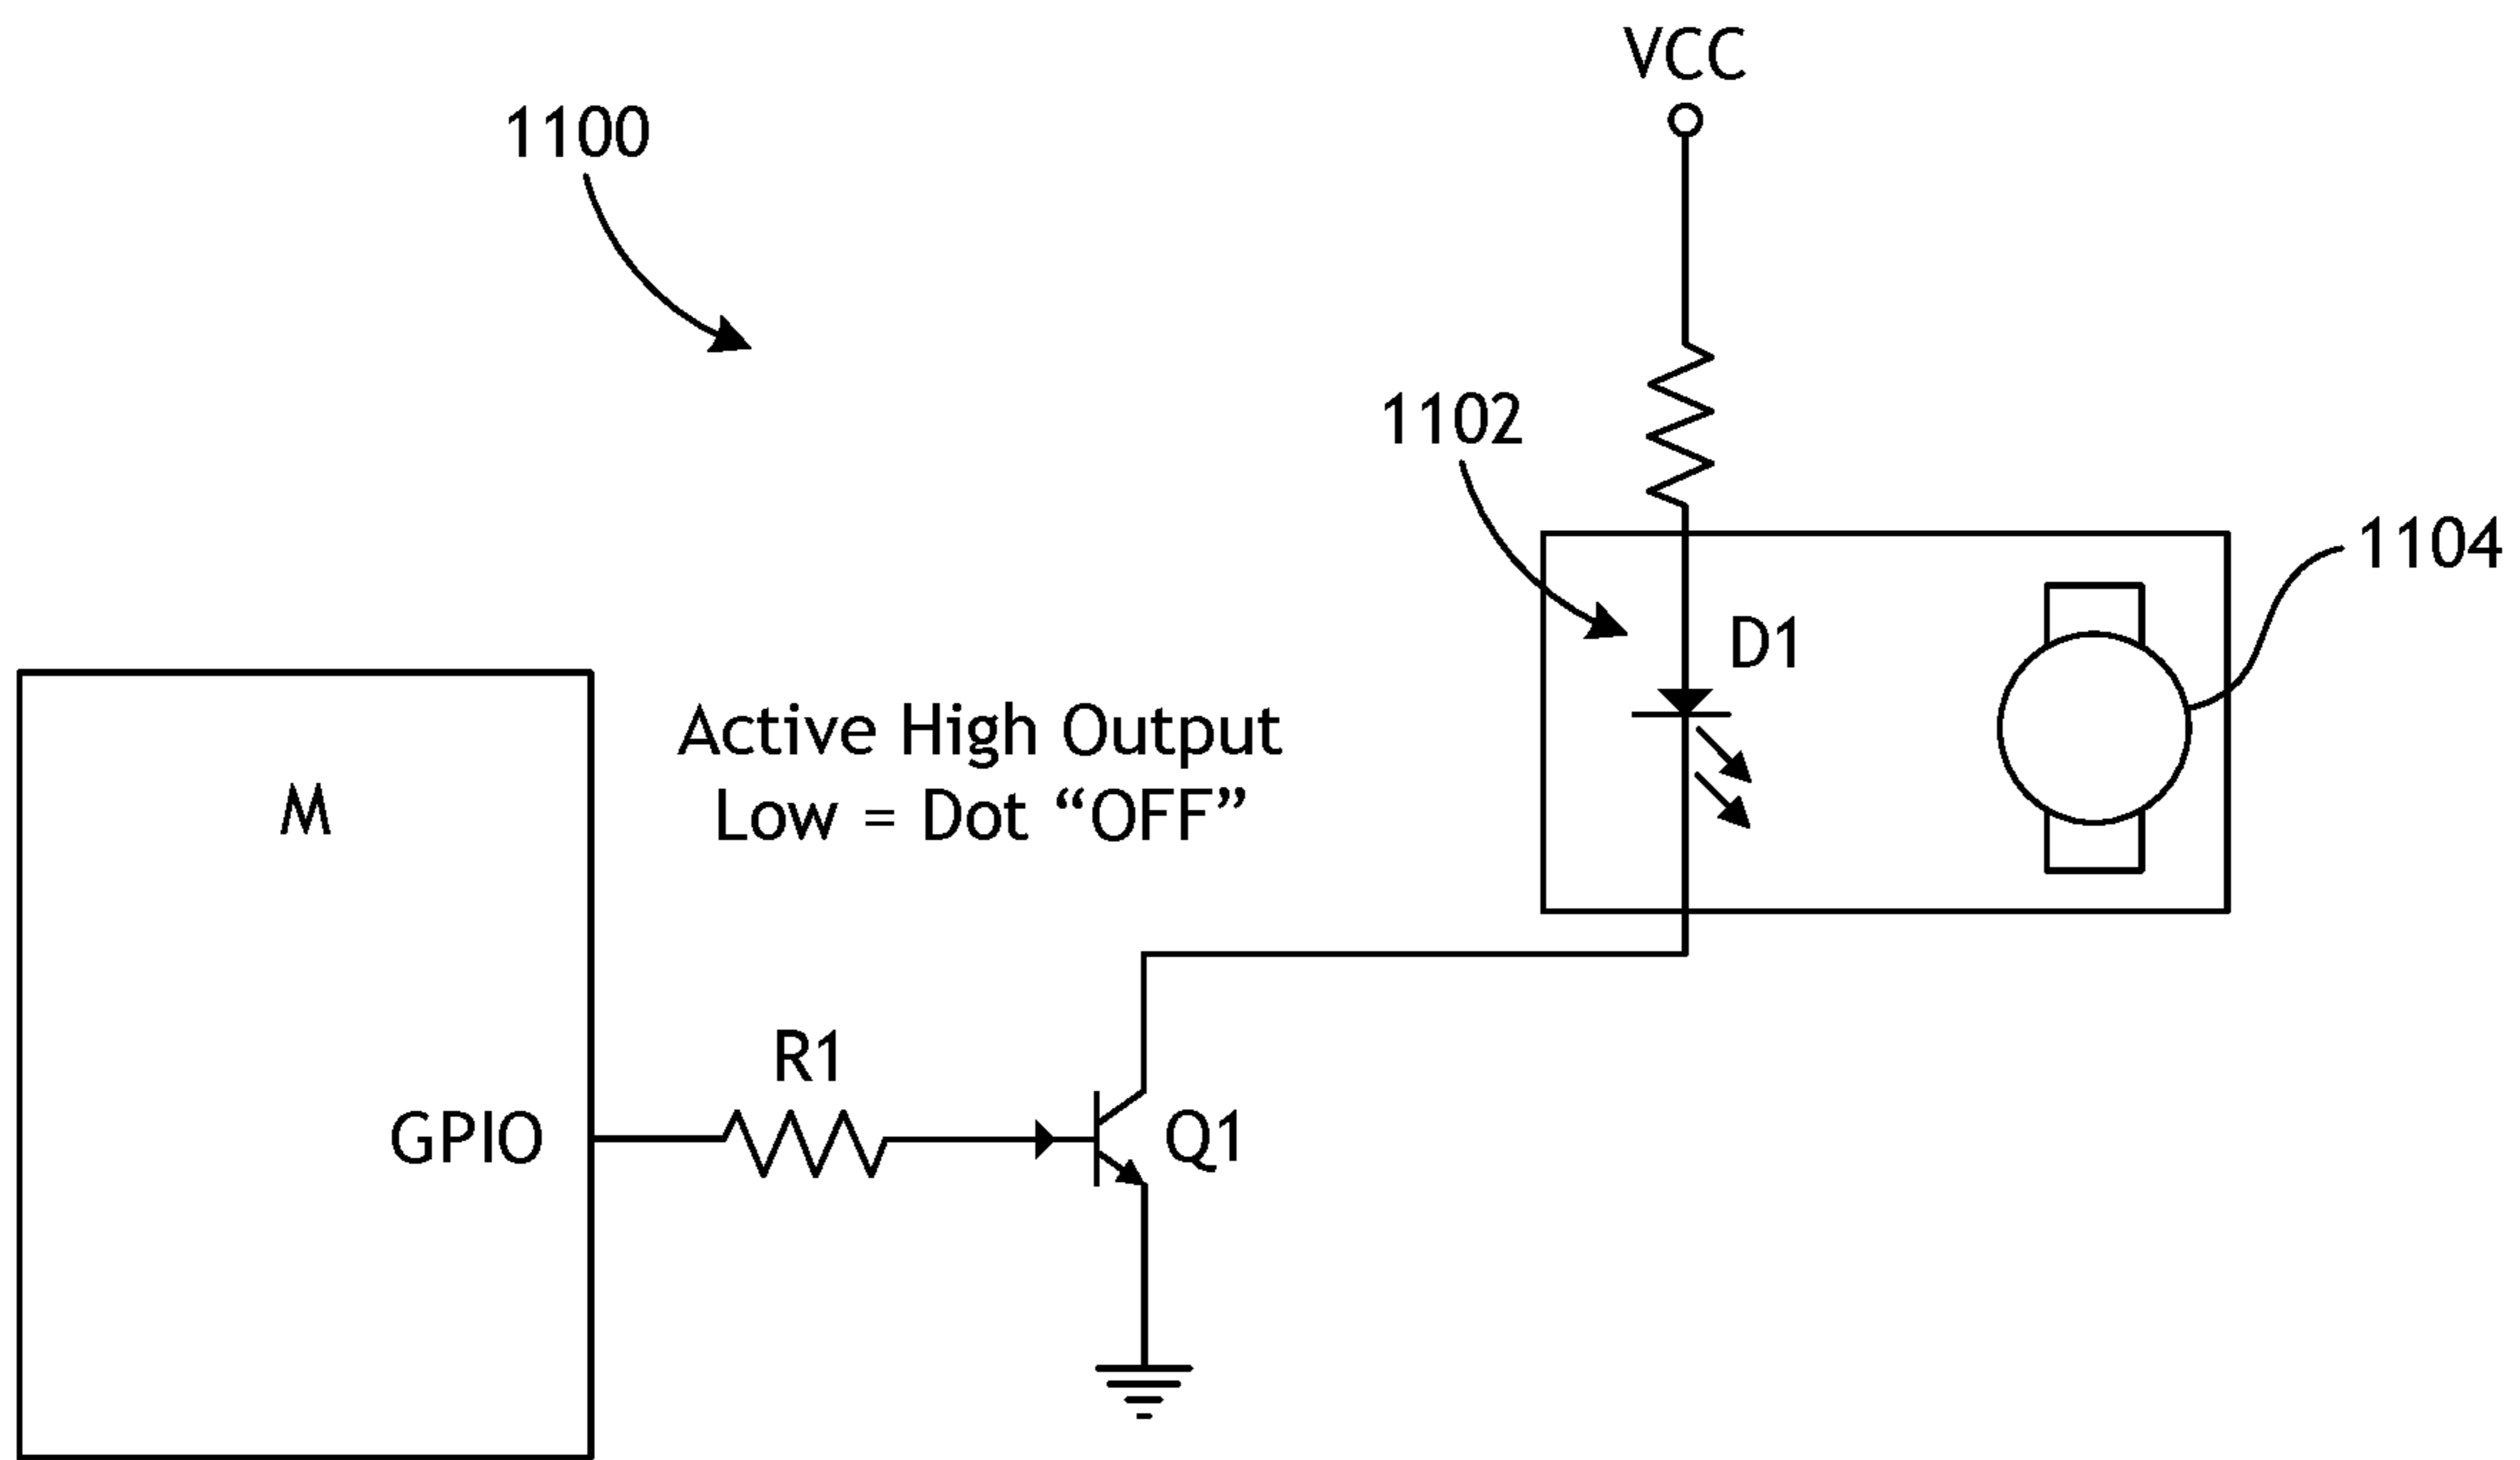 VCC
1100
1102
1104
D1
M
Active High Output
Low = Dot “OFF”
R1
GPIO
Q1